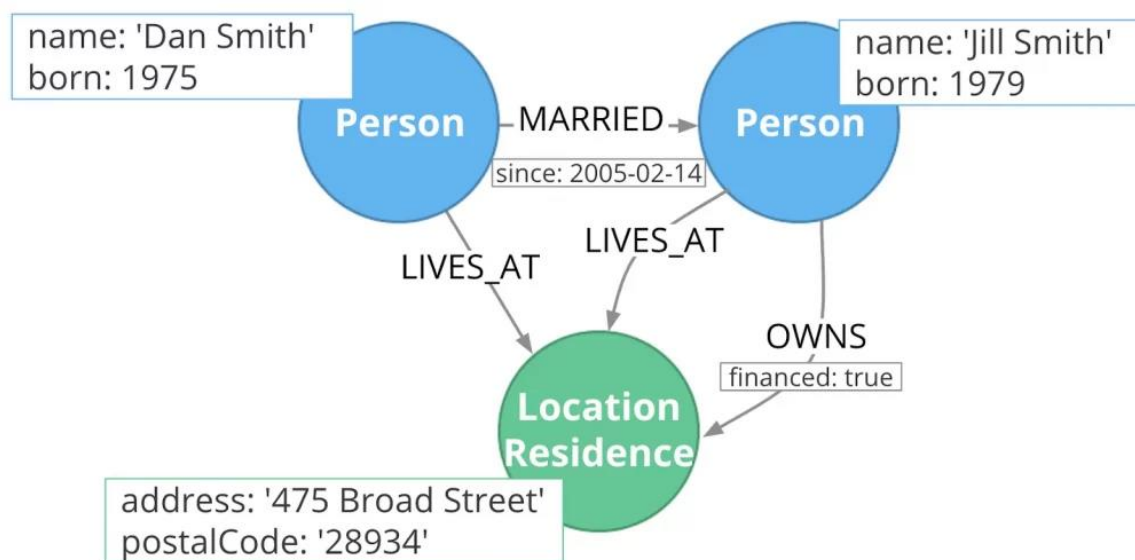 name: 'Dan Smith'
born: 1975
name: 'Jill Smith'
born: 1979
Person
MARRIED
Person
since: 2005-02-14
LIVES_AT
LIVES_AT
OWNS
financed: true
Location
Residence
address: '475 Broad Street'
postalCode: '28934'